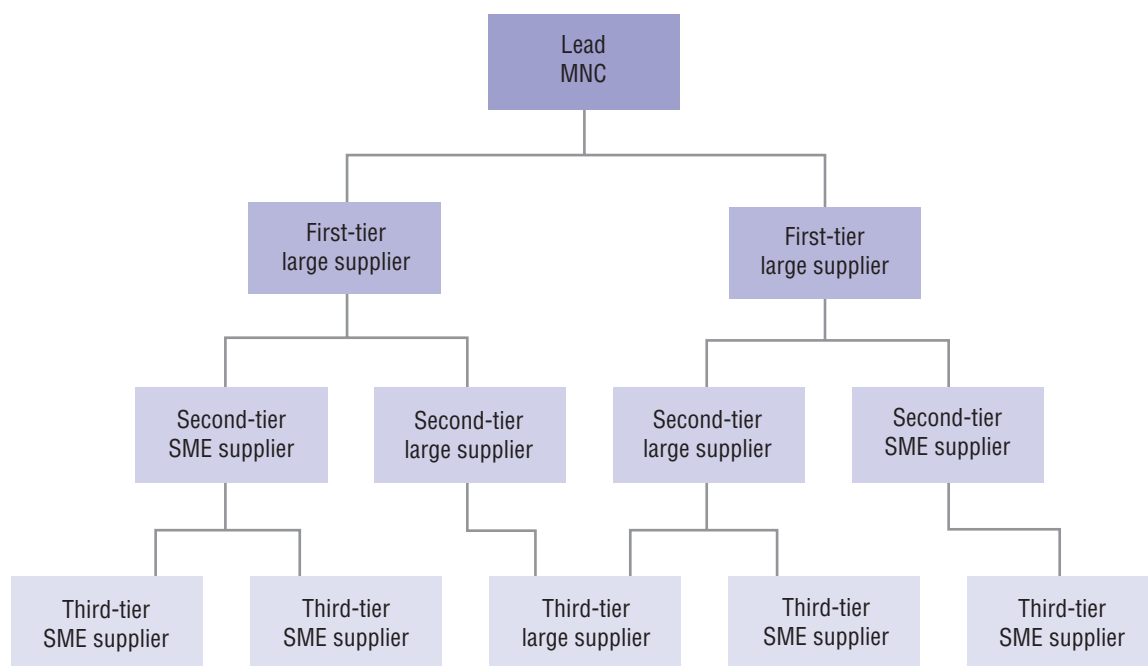 Lead
MNC
First-tier
large supplier
First-tier
large supplier
Second-tier
SME supplier
Second-tier
large supplier
Second-tier
large supplier
Second-tier
SME supplier
Third-tier
SME supplier
Third-tier
SME supplier
Third-tier
large supplier
Third-tier
SME supplier
Third-tier
SME supplier